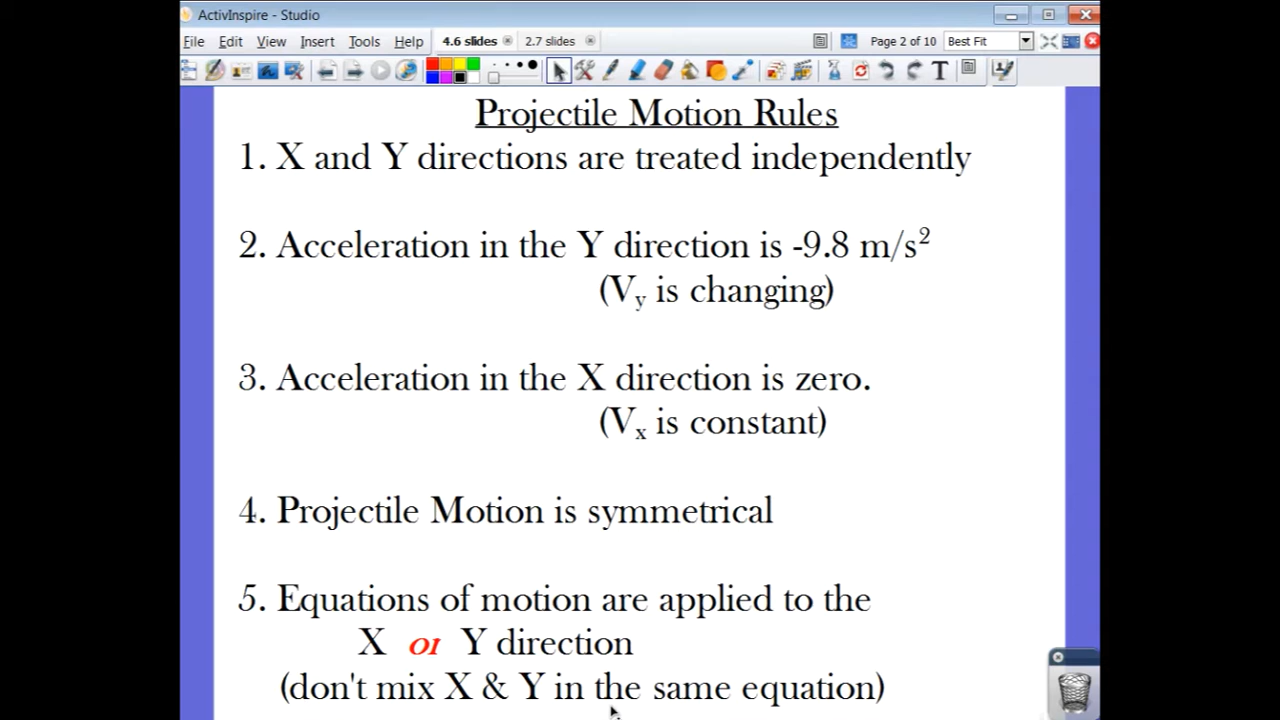 ActivInspire - Studio
File Edit View Insert Tools Help 4.6 slides 2.7 slides Page 2 of 10 Best Fit
Projectile Motion Rules
1. X and Y directions are treated independently
2. Acceleration in the Y direction is -9.8 m/s²
(Vy is changing)
3. Acceleration in the X direction is zero.
(Vx is constant)
4. Projectile Motion is symmetrical
5. Equations of motion are applied to the
X or Y direction
(don't mix X & Y in the same equation)